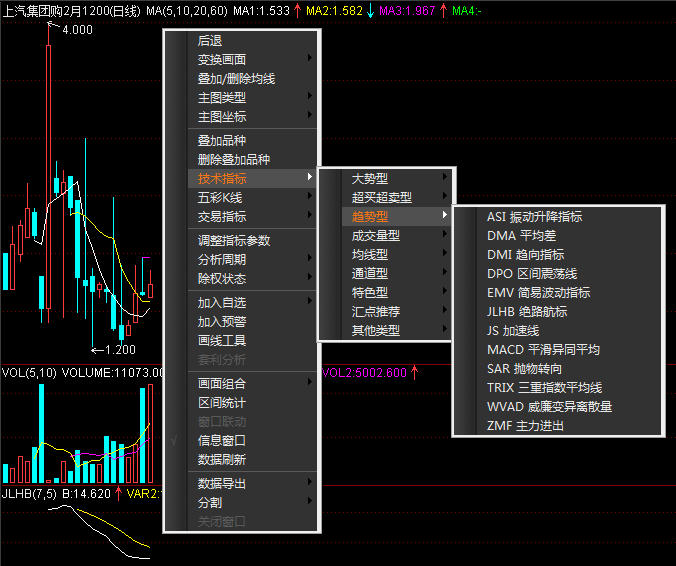 上汽集团购2月1200(日线) MA(5,10,20,60) MA1:1.533 ↑ MA2:1.582 ↓ MA3:1.967 ↑ MA4:-
4.000
后退
变换画面
叠加/删除均线
主图类型
主图坐标
叠加品种
删除叠加品种
技术指标
五彩K线
交易指标
调整指标参数
分析周期
除权状态
加入自选
加入预警
画线工具
套利分析
画面组合
区间统计
窗口联动
√ 信息窗口
数据刷新
数据导出
分割
关闭窗口
大势型
超买超卖型
趋势型
成交量型
均线型
通道型
特色型
汇点推荐
其他类型
ASI 振动升降指标
DMA 平均差
DMI 趋向指标
DPO 区间震荡线
EMV 简易波动指标
JLHB 绝路航标
JS 加速线
MACD 平滑异同平均
SAR 抛物转向
TRIX 三重指数平均线
WVAD 威廉变异离散量
ZMF 主力进出
←1.200
VOL(5,10) VOLUME:11073.00
VOL2:5002.600 ↑
JLHB(7,5) B:14.620 ↑ VAR2: